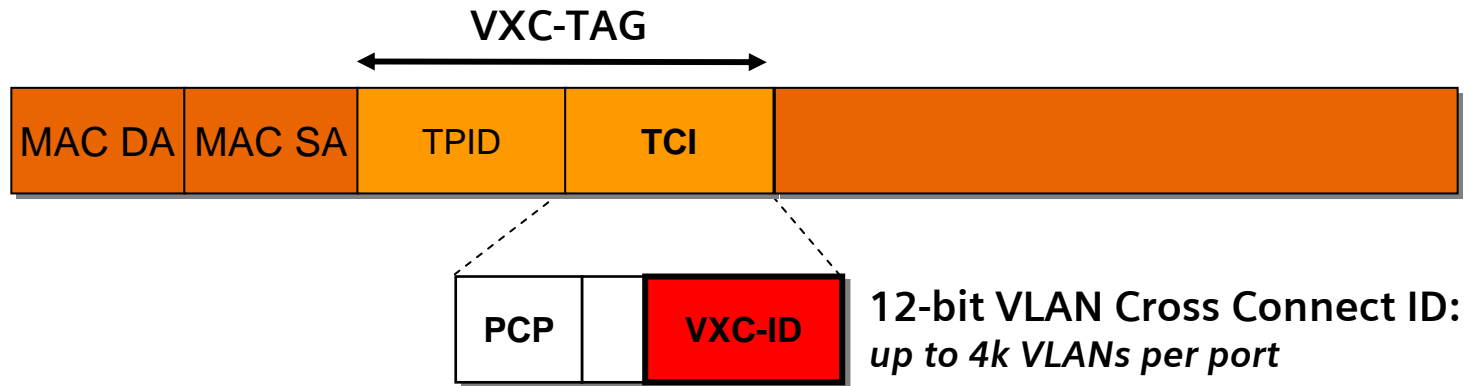 VXC-TAG
MAC DA MAC SA TPID TCI
PCP VXC-ID
12-bit VLAN Cross Connect ID:
up to 4k VLANs per port